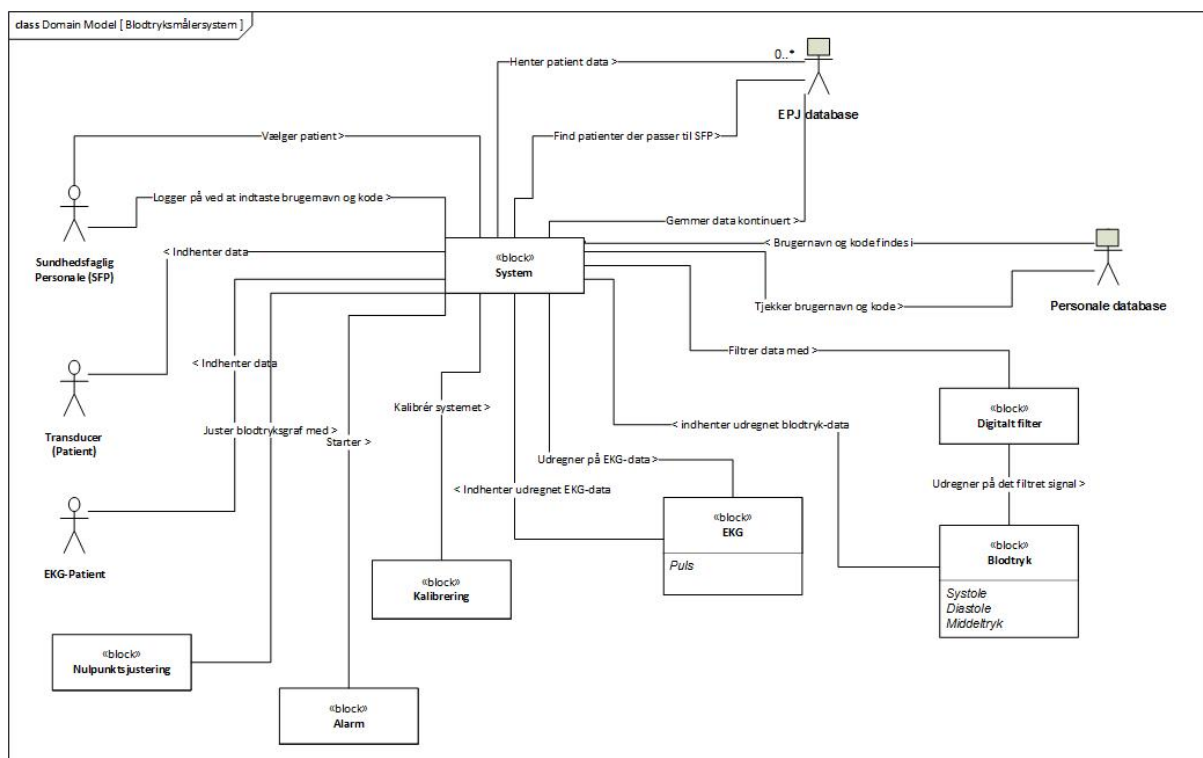 class Domain Model [ Blodtryksmålersystem ]
Henter patient data >
0..*
EPJ database
Vælger patient >
Find patienter der passer til SFP>
Logger på ved at indtaste brugernavn og kode >
Gemmer data kontinuert >
Sundhedsfaglig
Personale (SFP)
< Indhenter data
«block»
System
< Brugernavn og kode findes i
Tjekker brugernavn og kode >
Personale database
Filtrer data med >
Transducer
(Patient)
< Indhenter data
Juster blodtryksgraf med >
Starter >
Kalibrér systemet >
< indhenter udregnet blodtryk-data
«block»
Digitalt filter
Udregner på EKG-data>
< Indhenter udregnet EKG-data
Udregner på det filtret signal >
EKG-Patient
«block»
Kalibrering
«block»
EKG
Puls
«block»
Blodtryk
Systole
Diastole
Middeltryk
«block»
Nulpunktsjustering
«block»
Alarm